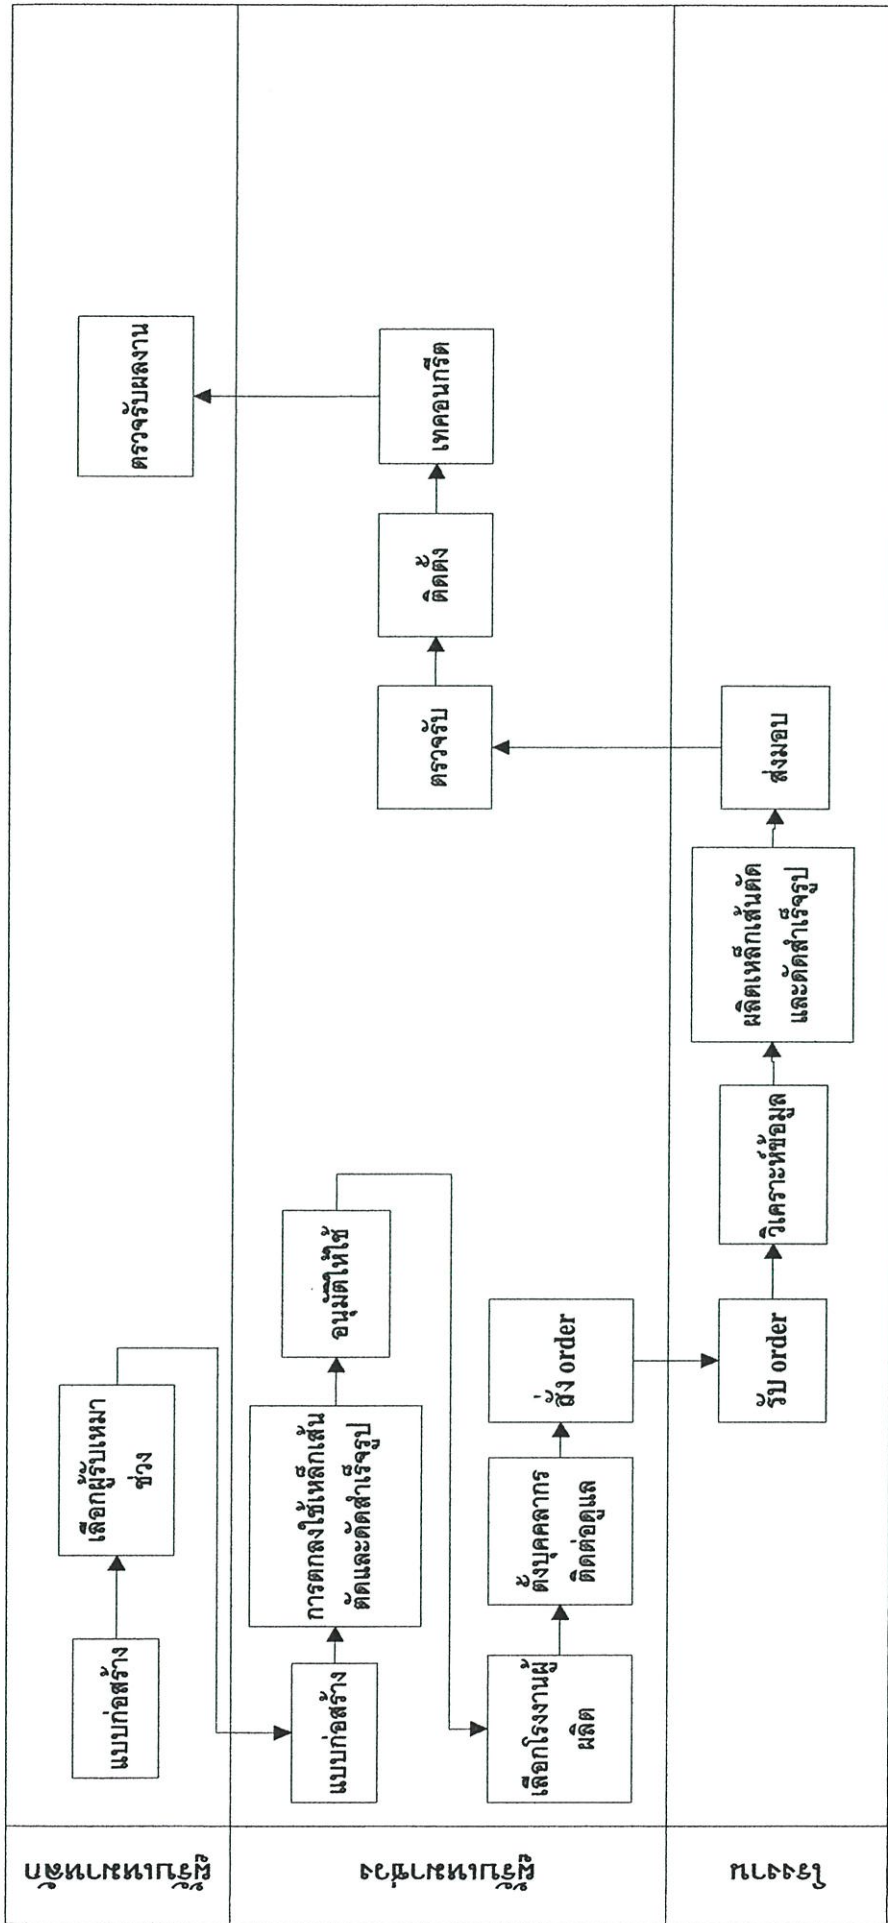 ผู้รับเหมาหลัก
แบบก่อสร้าง
เลือกผู้รับเหมา
ช่วง
ตรวจรับผลงาน
ผู้รับเหมาช่วง
แบบก่อสร้าง
การตกลงใช้เหล็กเส้น
ตัดและดัดสำเร็จรูป
อนุมัติให้ใช้
เลือกโรงงานผู้
ผลิต
ตั้งบุคคลากร
ติดต่อดูแล
สั่ง order
ตรวจรับ
ติดตั้ง
เทคอนกรีต
โรงงาน
รับ order
วิเคราะห์ข้อมูล
ผลิตเหล็กเส้นตัด
และดัดสำเร็จรูป
ส่งมอบ